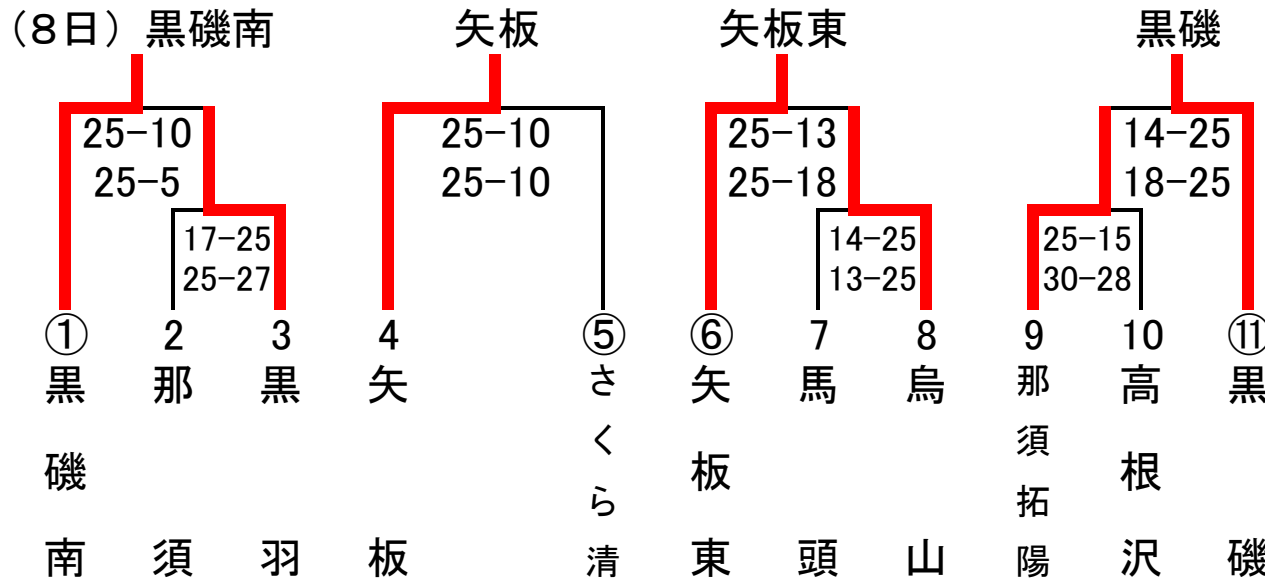 (8日) 黒磯南
矢板
矢板東
黒磯
25-10
25-5
25-10
25-10
25-13
25-18
14-25
18-25
17-25
25-27
14-25
13-25
25-15
30-28
①
2
3
4
⑤
⑥
7
8
9
10
⑪
黒磯南
那須
黒羽
矢板
さくら清
矢板東
馬頭
烏山
那須拓陽
高根沢
黒磯